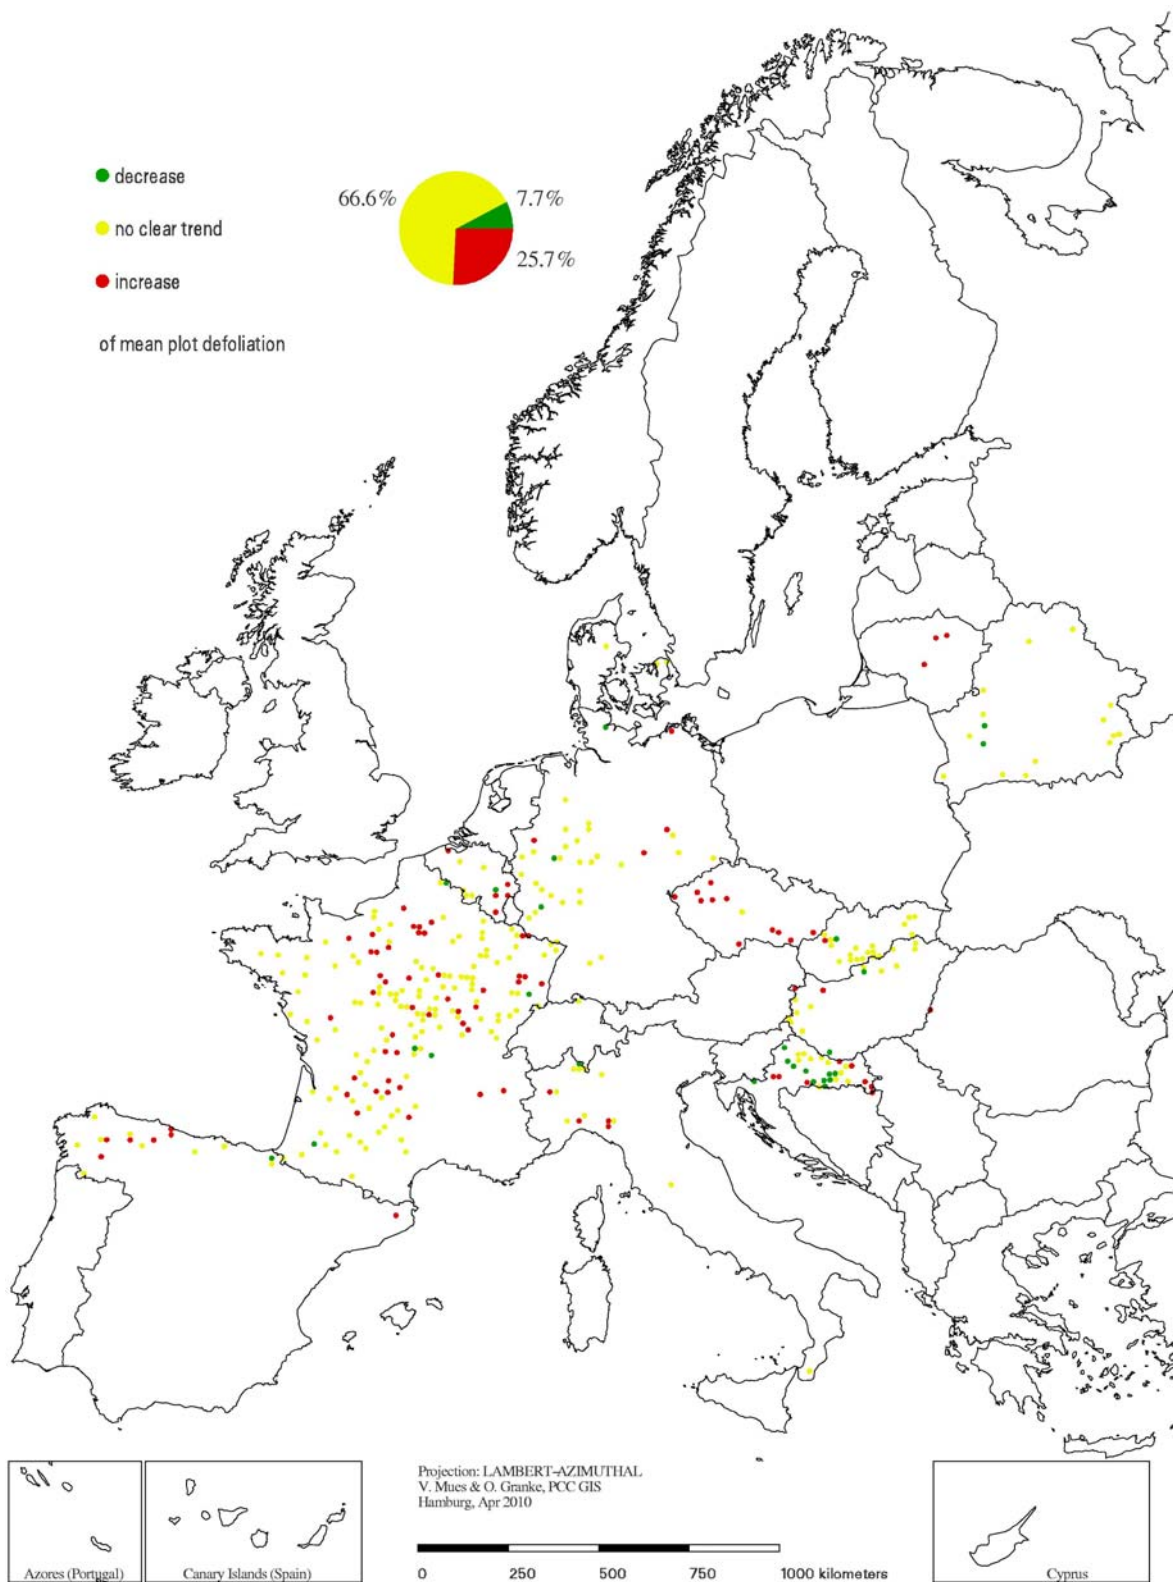 decrease
66.6%
7.7%
no clear trend
25.7%
increase
of mean plot defoliation
Projection: LAMBERT-AZIMUTHAL
V. Mues & O. Granke, PCC GIS
Hamburg, Apr 2010
Azores (Portugal)
Canary Islands (Spain)
0 250 500 750 1000 kilometers
Cyprus